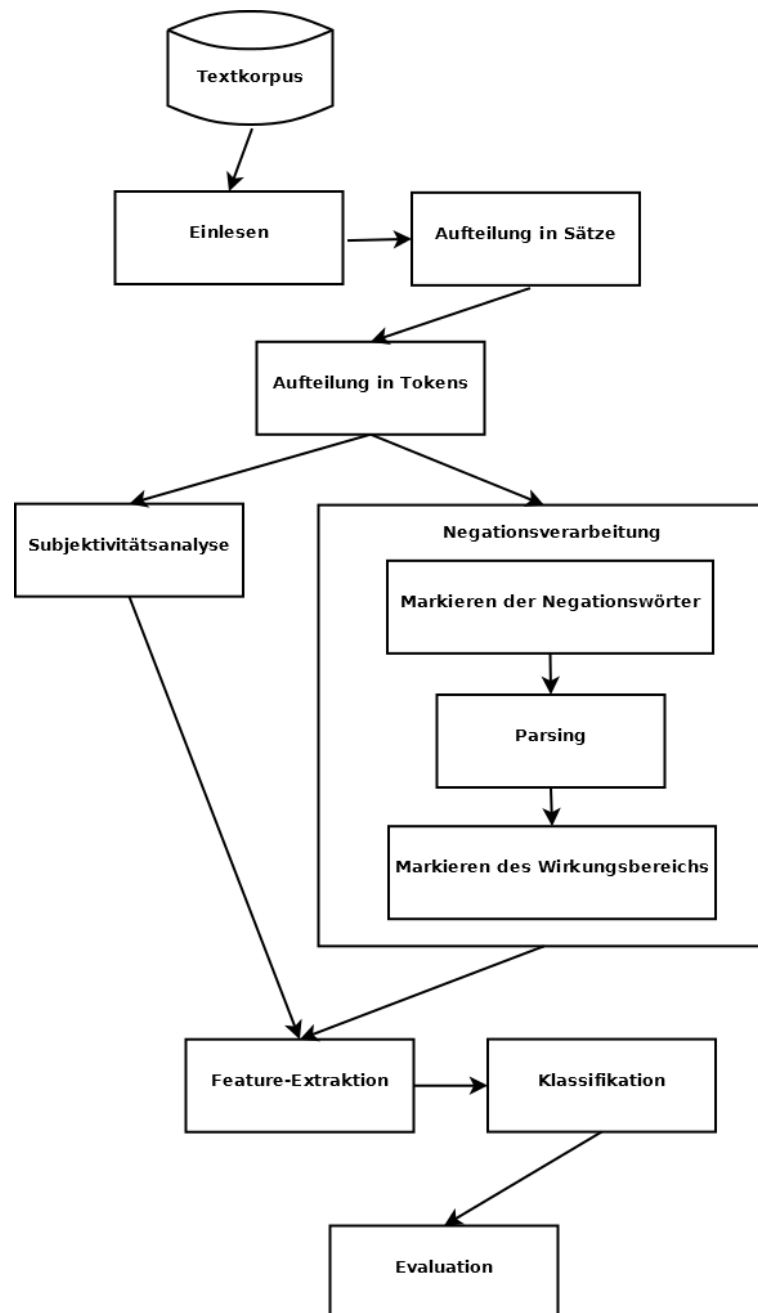 Textkorpus
Einlesen
Aufteilung in Sätze
Aufteilung in Tokens
Subjektivitätsanalyse
Negationsverarbeitung
Markieren der Negationswörter
Parsing
Markieren des Wirkungsbereichs
Feature-Extraktion
Klassifikation
Evaluation